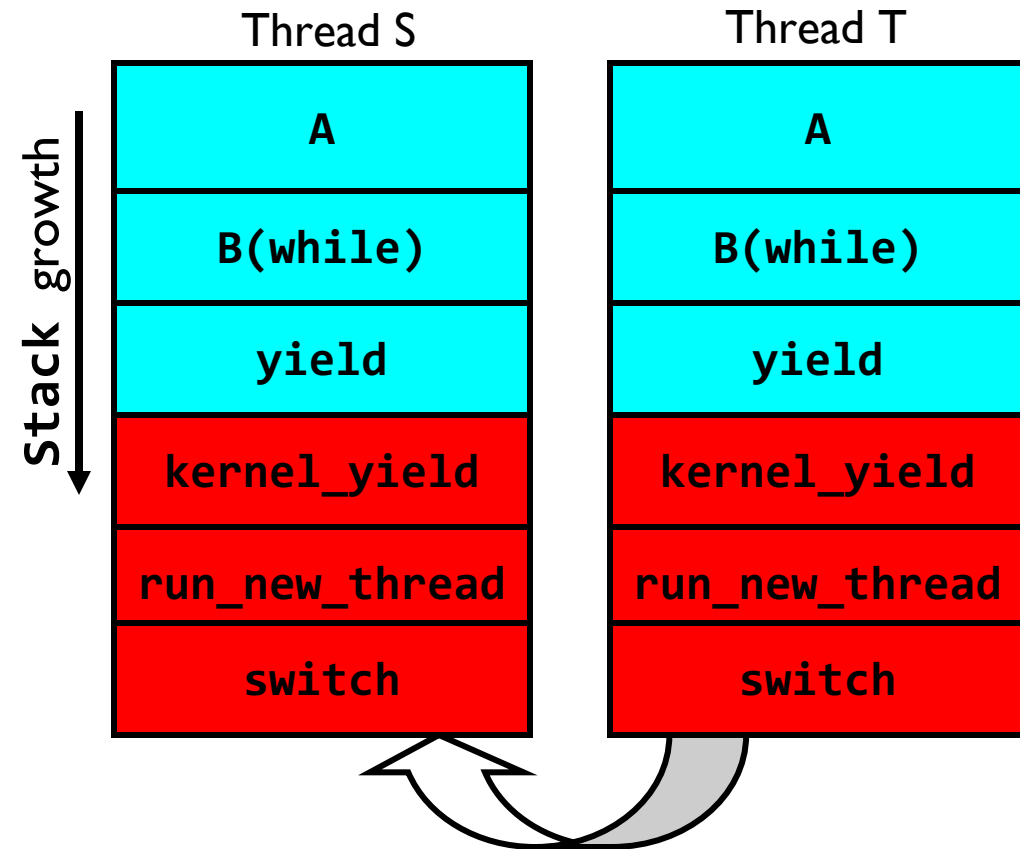 Thread S
Thread T
Stack growth
A
B(while)
yield
kernel_yield
run_new_thread
switch
A
B(while)
yield
kernel_yield
run_new_thread
switch